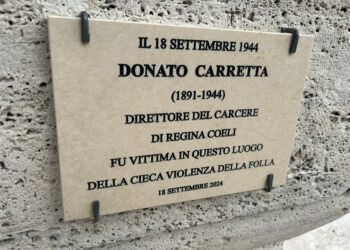 IL 18 SETTEMBRE 1944
DONATO CARRETTA
(1891-1944)
DIRETTORE DEL CARCERE
DI REGINA COELI
FU VITTIMA IN QUESTO LUOGO
DELLA CIECA VIOLENZA DELLA FOLLA
18 SETTEMBRE 2024